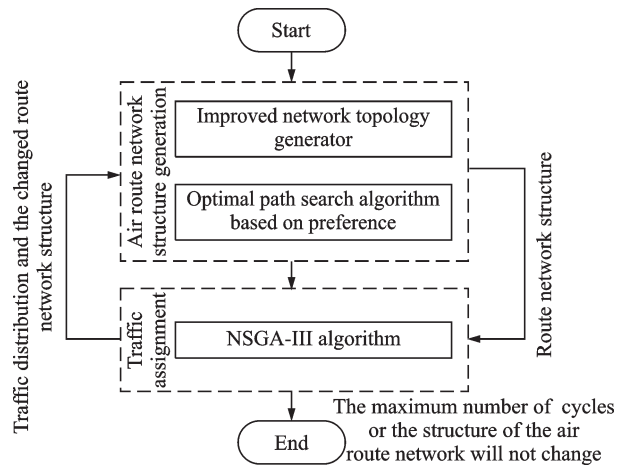 Start
Air route network
structure generation
Improved network topology
generator
Optimal path search algorithm
based on preference
Traffic distribution and the changed route
network structure
Route network structure
Traffic
assignment
NSGA-III algorithm
The maximum number of cycles
or the structure of the air
route network will not change
End